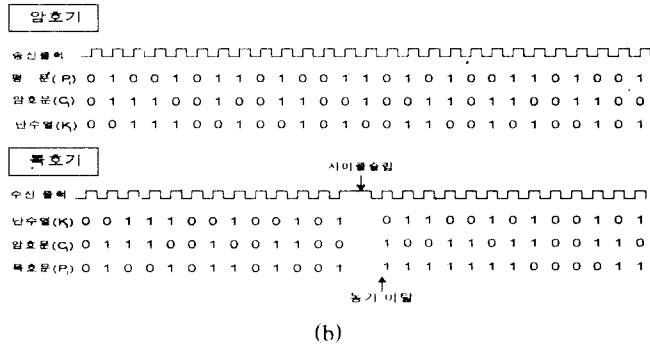 암호기
송신클럭
평 문(Pᵢ) 0 1 0 0 1 0 1 1 0 1 0 0 1 1 0 1 0 1 0 0 1 1 0 1 0 0 1
암호문(Cᵢ) 0 1 1 1 0 0 1 0 0 1 1 0 0 1 0 0 1 1 0 1 1 0 0 1 1 0 0
난수열(Kᵢ) 0 0 1 1 1 0 0 1 0 0 1 0 1 0 0 1 1 0 0 1 0 1 0 0 1 0 1
복호기
사이클슬립
수신 클럭
난수열(Kᵢ) 0 0 1 1 1 0 0 1 0 0 1 0 1 0 1 1 0 0 1 0 1 0 0 1 0 1
암호문(Cᵢ) 0 1 1 1 0 0 1 0 0 1 1 0 0 1 0 0 1 1 0 1 1 0 0 1 1 0
복호문(Pᵢ) 0 1 0 0 1 0 1 1 0 1 0 0 1 1 1 1 1 1 1 1 0 0 0 0 1 1
동기 이탈
(b)